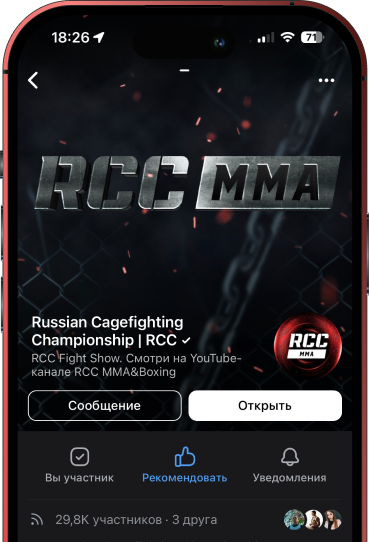 18:26
71
RCC MMA
Russian Cagefighting
Championship | RCC
RCC Fight Show. Смотри на YouTube-
канале RCC MMA&Boxing
RCC
MMA
Сообщение
Открыть
Вы участник
Рекомендовать
Уведомления
29,8K участников · 3 друга